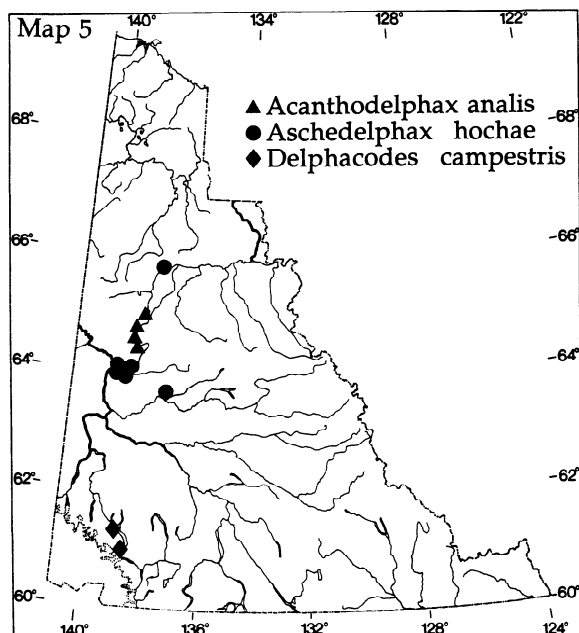 Map 5
140° 134° 128° 122°
▲ Acanthodelphax analis
● Aschedelphax hochae
◆ Delphacodes campestris
68°
66° 66°
64° 64°
62° 62°
60° 60°
140° 136° 132° 128° 124°